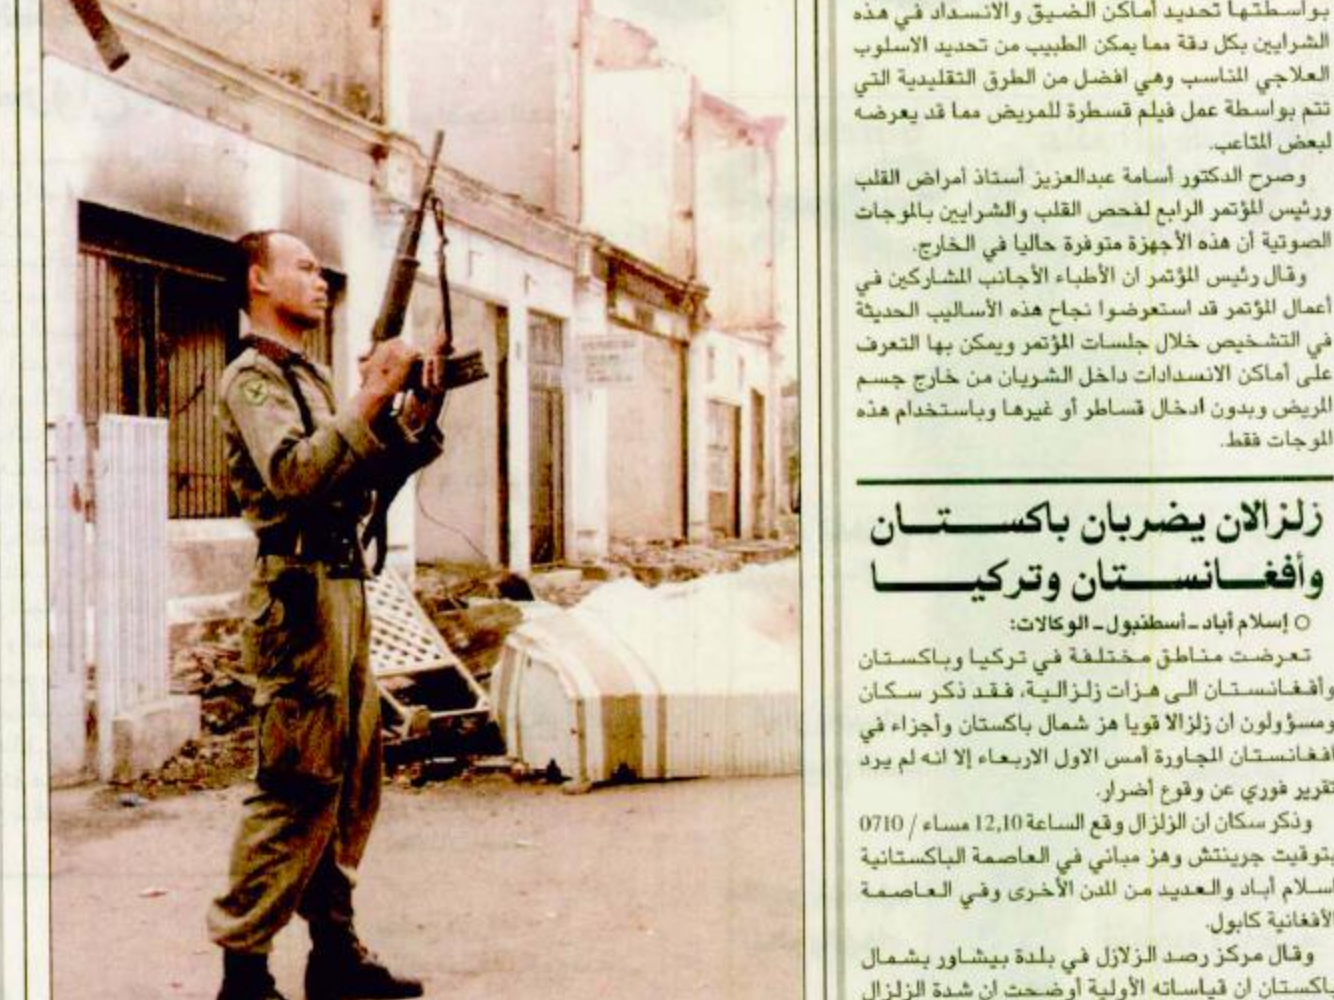 بواسطتها تحديد أماكن الضيق والانسداد في هذه
الشرايين بكل دقة مما يمكن الطبيب من تحديد الاسلوب
العلاجي المناسب وهي افضل من الطرق التقليدية التي
تتم بواسطة عمل فيلم قسطرة للمريض مما قد يعرضه
لبعض المتاعب.
وصرح الدكتور أسامة عبدالعزيز أستاذ أمراض القلب
ورئيس المؤتمر الرابع لفحص القلب والشرايين بالموجات
الصوتية أن هذه الأجهزة متوفرة حاليا في الخارج.
وقال رئيس المؤتمر ان الأطباء الأجانب المشاركين في
أعمال المؤتمر قد استعرضوا نجاح هذه الأساليب الحديثة
في التشخيص خلال جلسات المؤتمر ويمكن بها التعرف
على أماكن الانسدادات داخل الشريان من خارج جسم
المريض وبدون ادخال قساطر أو غيرها وباستخدام هذه
الموجات فقط.
زلزالان يضربان باكستان
وأفغانستان وتركيا
○ إسلام أباد ـ أسطنبول ـ الوكالات:
تعرضت مناطق مختلفة في تركيا وباكستان
وأفغانستان الى هزات زلزالية، فقد ذكر سكان
ومسؤولون ان زلزالا قويا هز شمال باكستان وأجزاء في
افغانستان المجاورة أمس الاول الاربعاء إلا انه لم يرد
تقرير فوري عن وقوع أضرار.
وذكر سكان ان الزلزال وقع الساعة 12,10 مساء / 0710
بتوقيت جرينتش وهز مباني في العاصمة الباكستانية
إسلام أباد والعديد من المدن الأخرى وفي العاصمة
الأفغانية كابول.
وقال مركز رصد الزلازل في بلدة بيشاور بشمال
باكستان ان قياساته الأولية أوضحت ان شدة الزلزال